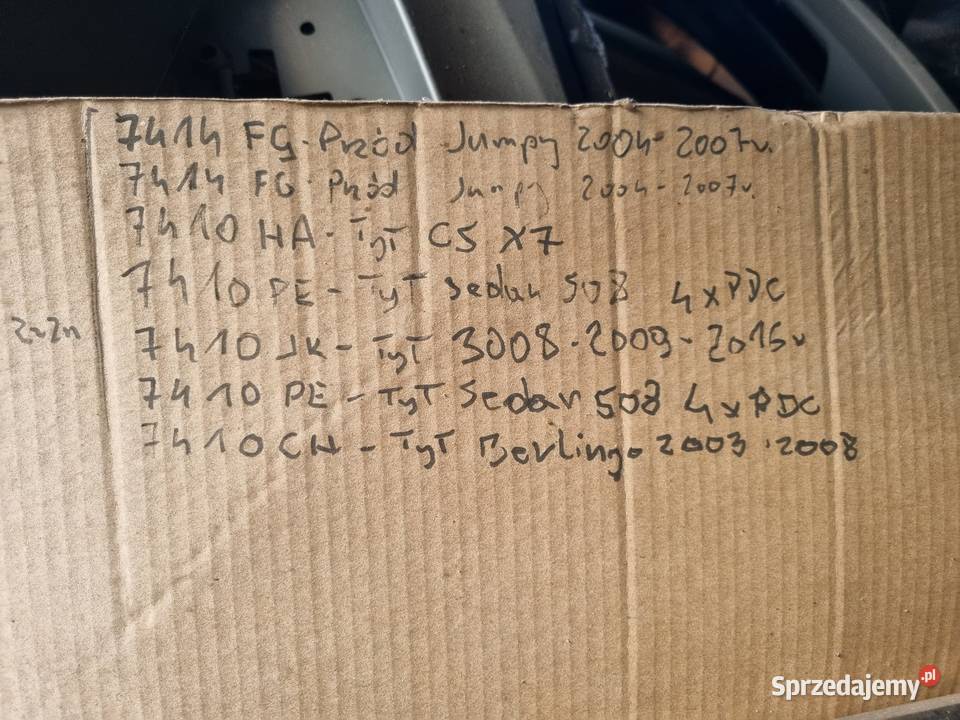 7414 FG. Przód Jumpy 2004-2007r.
7414 FG. Przód Jumpy 2004-2007r.
7410 HA- Tył C5 X7
7410 PE- Tył Sedan 508 4xPDC
7410 JK- Tył 3008.2009-2015r
7410 PE- Tył. Sedan 508 4xPDC
7410 CH- Tył Berlingo 2003.2008
Sprzedajemy.pl